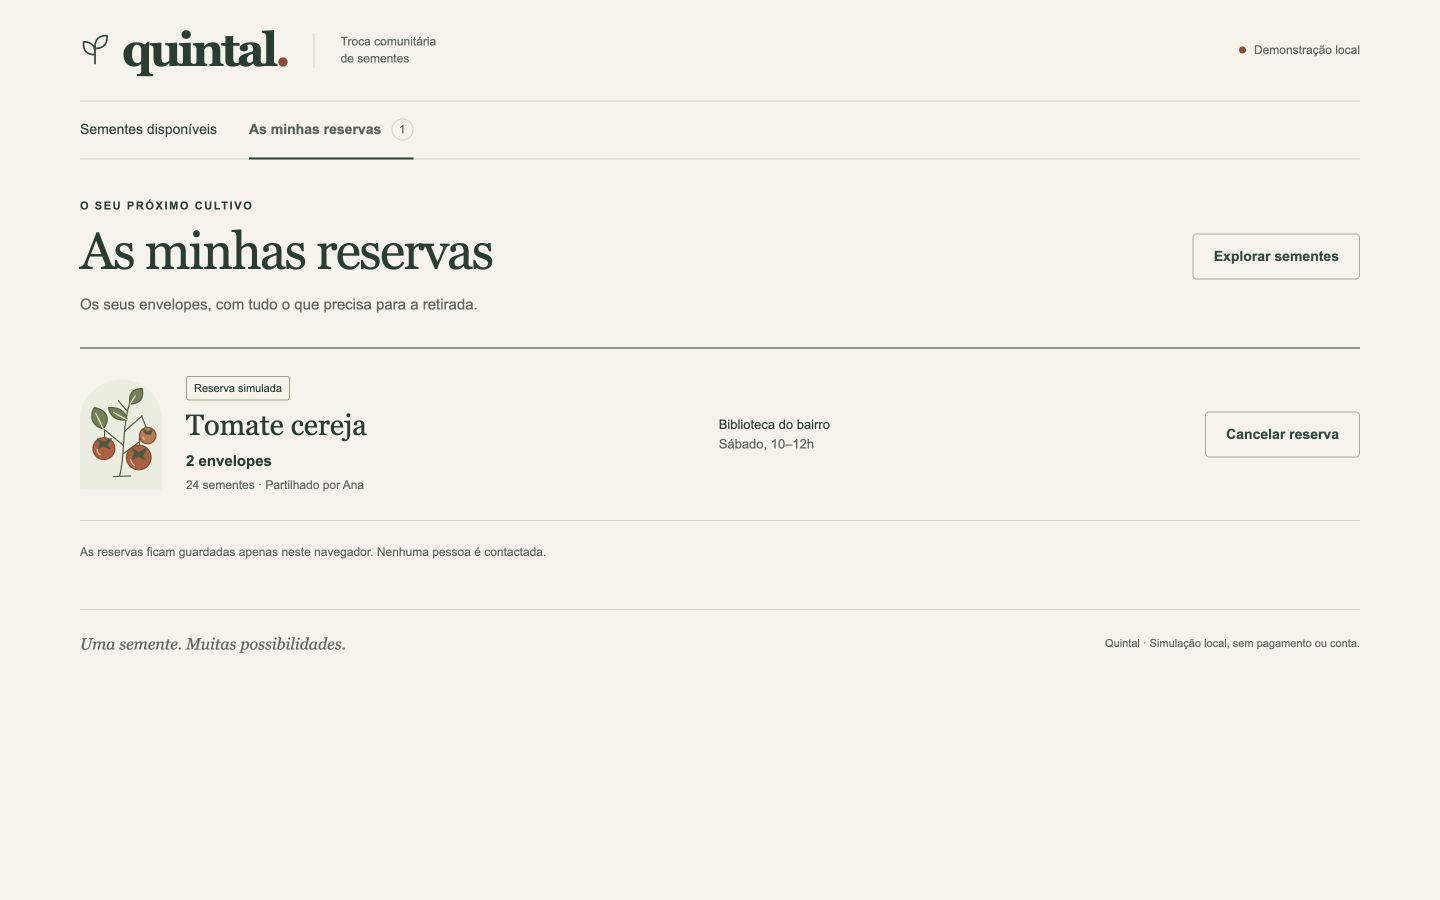 quintal.
Troca comunitária
de sementes
Demonstração local
Sementes disponíveis
As minhas reservas 1
O SEU PRÓXIMO CULTIVO
As minhas reservas
Explorar sementes
Os seus envelopes, com tudo o que precisa para a retirada.
Reserva simulada
Tomate cereja
2 envelopes
24 sementes · Partilhado por Ana
Biblioteca do bairro
Sábado, 10–12h
Cancelar reserva
As reservas ficam guardadas apenas neste navegador. Nenhuma pessoa é contactada.
Uma semente. Muitas possibilidades.
Quintal · Simulação local, sem pagamento ou conta.